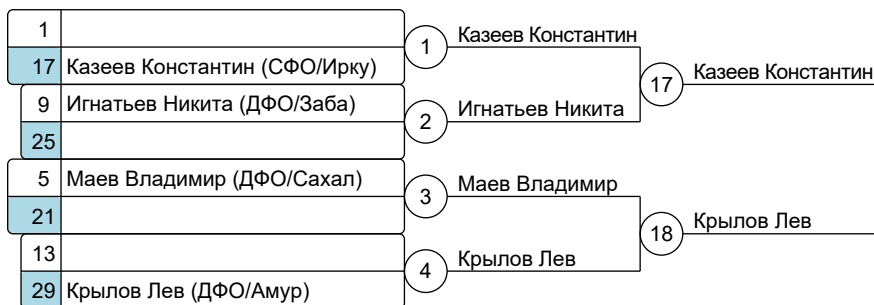 1
17 Казеев Константин (СФО/Ирку)
9 Игнатьев Никита (ДФО/Заба)
25
5 Маев Владимир (ДФО/Сахал)
21
13
29 Крылов Лев (ДФО/Амур)
1 Казеев Константин
2 Игнатьев Никита
3 Маев Владимир
4 Крылов Лев
17 Казеев Константин
18 Крылов Лев